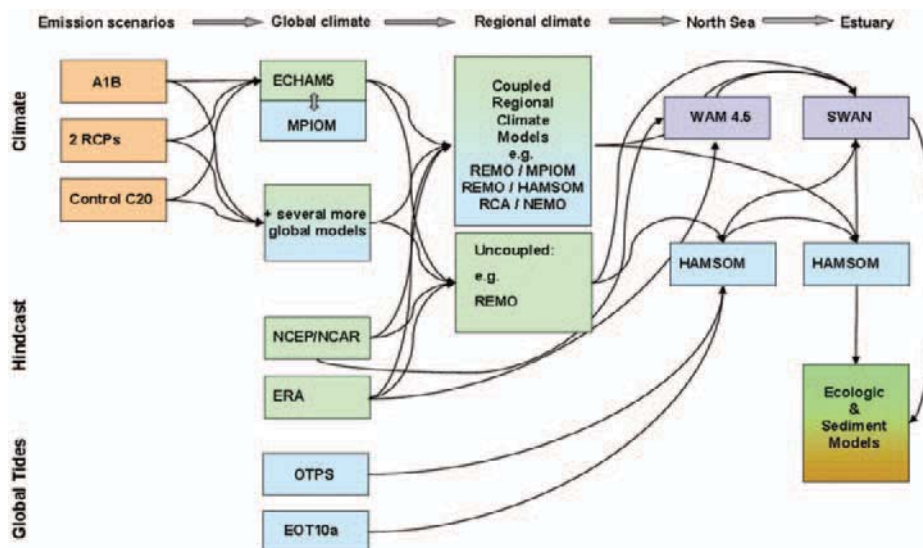 Emission scenarios
Global climate
Regional climate
North Sea
Estuary
Climate
A1B
2 RCPs
Control C20
ECHAM5
MPIOM
+ several more
global models
Coupled
Regional
Climate
Models
e.g.
REMO / MPIOM
REMO / HAMSOM
RCA / NEMO
Uncoupled:
e.g.
REMO
WAM 4.5
SWAN
HAMSOM
HAMSOM
Hindcast
NCEP/NCAR
ERA
Ecologic
&
Sediment
Models
Global Tides
OTPS
EOT10a